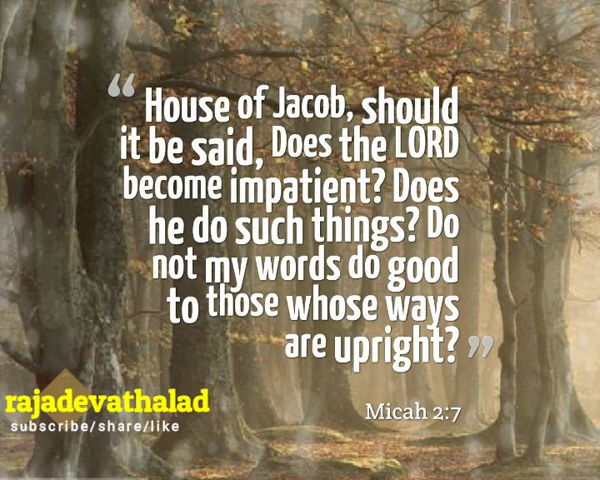 “ House of Jacob, should
it be said, Does the LORD
become impatient? Does
he do such things? Do
not my words do good
to those whose ways
are upright? ”
Micah 2:7
rajadevathalad
subscribe/share/like